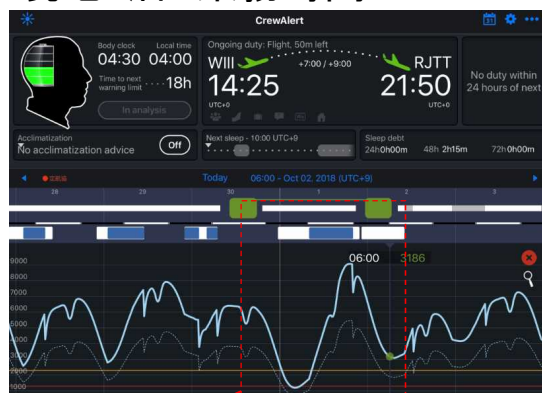 CrewAlert
31
Body clock
Local time
04:30 04:00
Time to next
warning limit
18h
In analysis
Ongoing duty: Flight, 50m left
WIII
+7:00 / +9:00
RJTT
14:25
21:50
UTC+0
UTC+0
No duty within
24 hours of next
Acclimatization
No acclimatization advice
Off
Next sleep - 10:00 UTC+9
Sleep debt
24h 0h00m
48h 2h15m
72h 0h00m
Today
06:00 - Oct 02, 2018 (UTC+9)
28
29
30
1
2
3
06:00
3186
9000
8000
7000
6000
5000
4000
3000
2000
1000